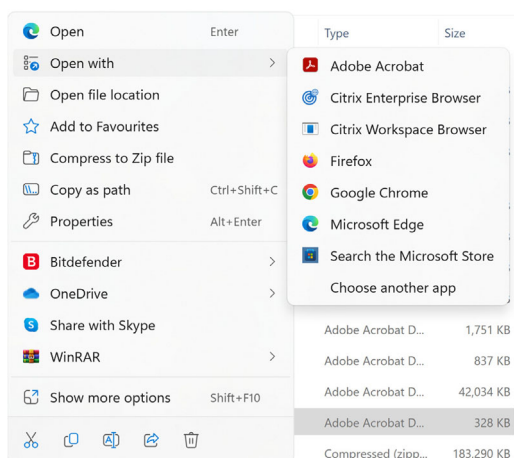 Open Enter
Open with
Open file location
Add to Favourites
Compress to Zip file
Copy as path Ctrl+Shift+C
Properties Alt+Enter
Bitdefender
OneDrive
Share with Skype
WinRAR
Show more options Shift+F10
Type Size
Adobe Acrobat
Citrix Enterprise Browser
Citrix Workspace Browser
Firefox
Google Chrome
Microsoft Edge
Search the Microsoft Store
Choose another app
Adobe Acrobat D... 1,751 KB
Adobe Acrobat D... 837 KB
Adobe Acrobat D... 42,034 KB
Adobe Acrobat D... 328 KB
Compressed (zipp... 183,290 KB